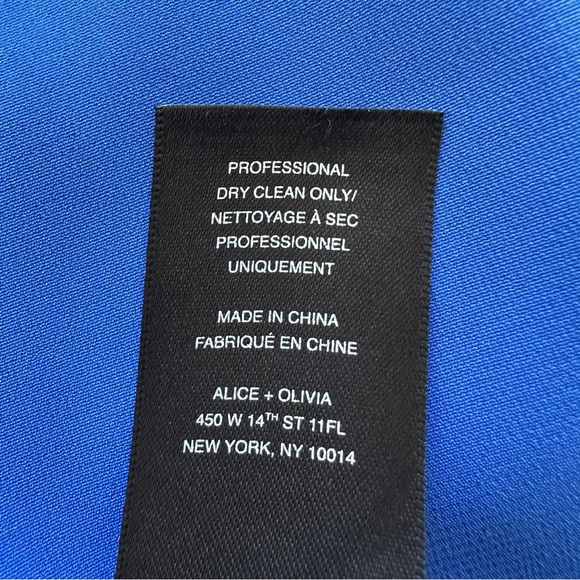 PROFESSIONAL
DRY CLEAN ONLY/
NETTOYAGE À SEC
PROFESSIONNEL
UNIQUEMENT
MADE IN CHINA
FABRIQUÉ EN CHINE
ALICE + OLIVIA
450 W 14TH ST 11FL
NEW YORK, NY 10014